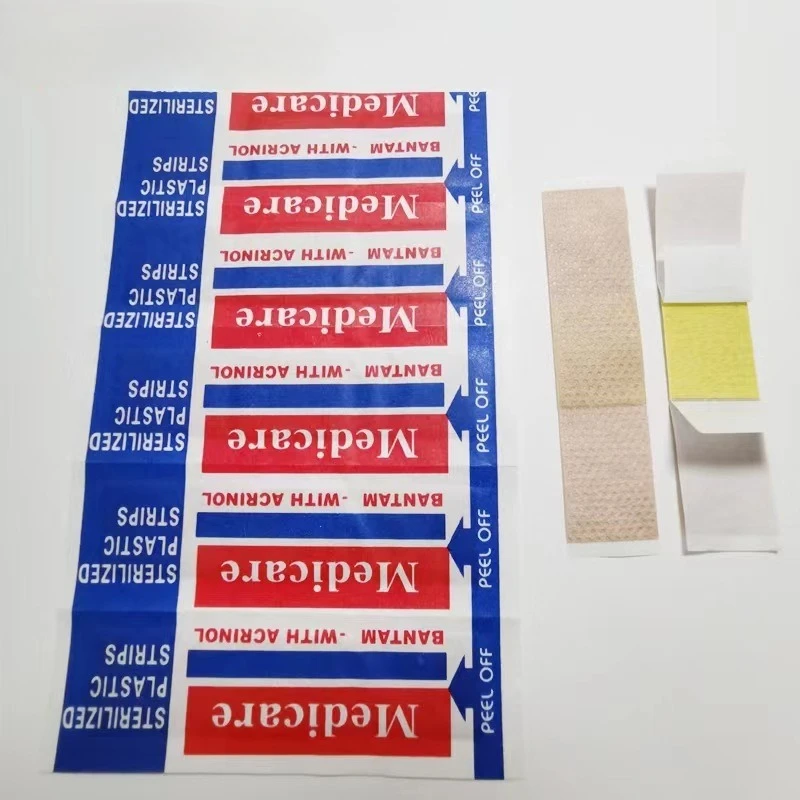 Medicare
STERILIZED
PLASTIC
STRIPS
BANTAM - WITH ACRINOL
PEEL OFF
Medicare
STERILIZED
PLASTIC
STRIPS
BANTAM - WITH ACRINOL
PEEL OFF
Medicare
STERILIZED
PLASTIC
STRIPS
BANTAM - WITH ACRINOL
PEEL OFF
Medicare
STERILIZED
PLASTIC
STRIPS
BANTAM - WITH ACRINOL
PEEL OFF
Medicare
STERILIZED
PLASTIC
STRIPS
BANTAM - WITH ACRINOL
PEEL OFF
Medicare
STERILIZED